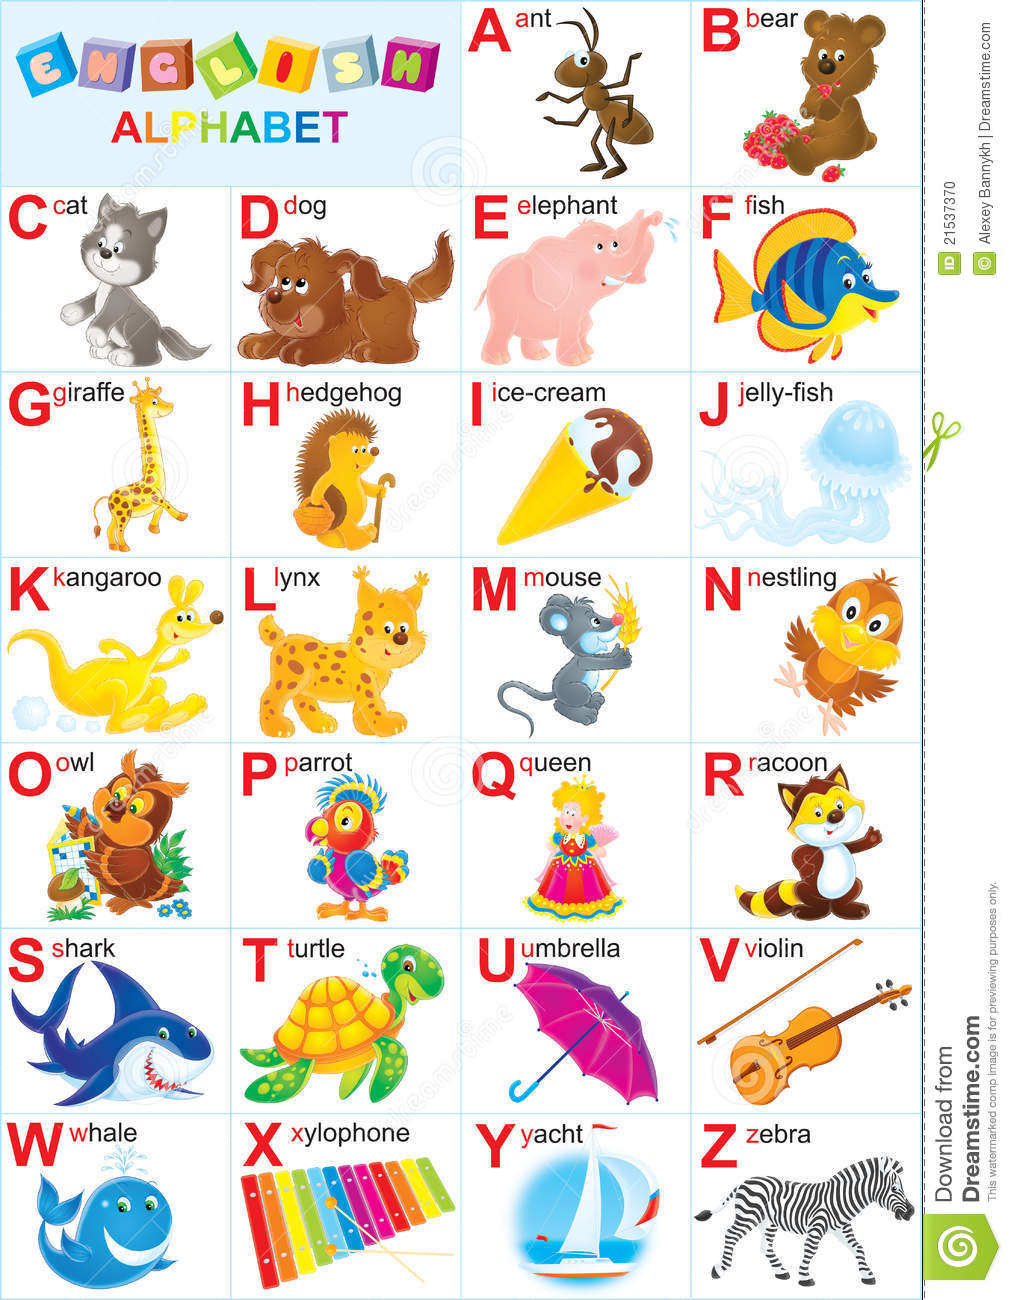 ENGLISH
ALPHABET
A ant
B bear
C cat
D dog
E elephant
F fish
G giraffe
H hedgehog
I ice-cream
J jelly-fish
K kangaroo
L lynx
M mouse
N nestling
O owl
P parrot
Q queen
R racoon
S shark
T turtle
U umbrella
V violin
W whale
X xylophone
Y yacht
Z zebra
ID 21537370
© Alexey Bannykh | Dreamstime.com
Download from
Dreamstime.com
This watermarked comp image is for previewing purposes only.